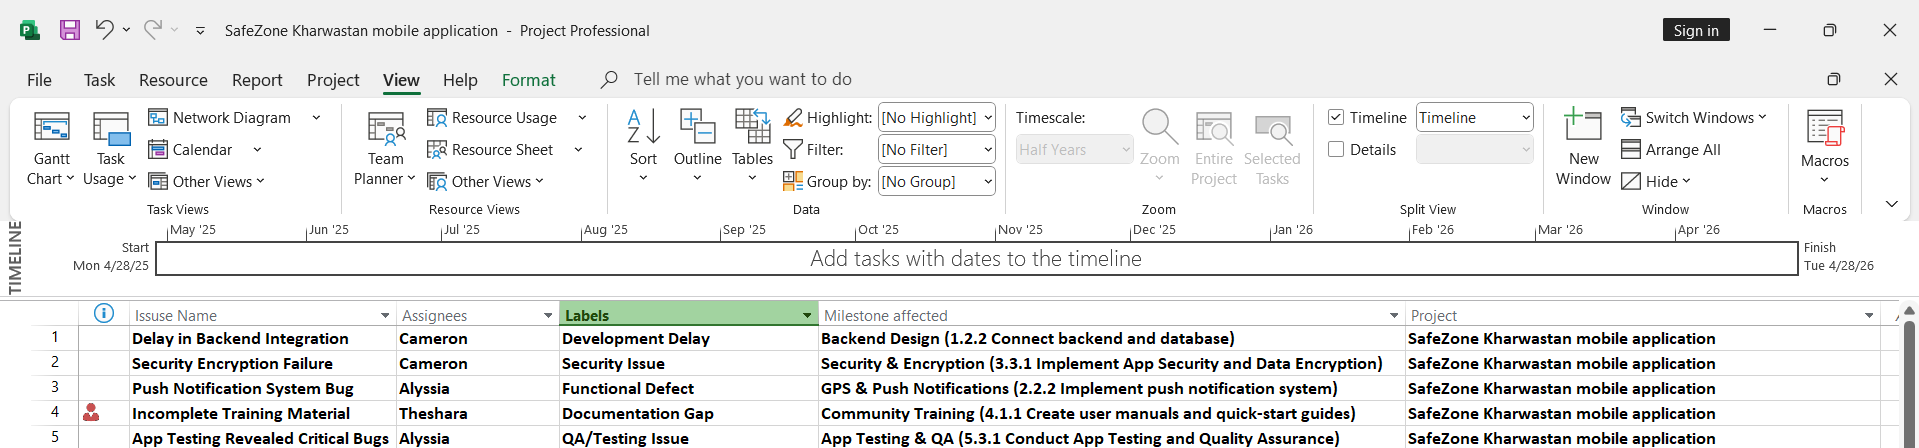 SafeZone Kharwastan mobile application - Project Professional
Sign in
File Task Resource Report Project View Help Format Tell me what you want to do
Gantt Chart
Task Usage
Network Diagram
Calendar
Other Views
Task Views
Team Planner
Resource Usage
Resource Sheet
Other Views
Resource Views
Sort
Outline
Tables
Highlight: [No Highlight]
Filter: [No Filter]
Group by: [No Group]
Data
Timescale:
Half Years
Zoom
Entire Project
Selected Tasks
Zoom
Timeline Timeline
Details
Split View
New Window
Switch Windows
Arrange All
Hide
Window
Macros
Macros
TIMELINE
May '25 Jun '25 Jul '25 Aug '25 Sep '25 Oct '25 Nov '25 Dec '25 Jan '26 Feb '26 Mar '26 Apr '26
Start
Mon 4/28/25
Add tasks with dates to the timeline
Finish
Tue 4/28/26
Issuse Name Assignees Labels Milestone affected Project
1 Delay in Backend Integration Cameron Development Delay Backend Design (1.2.2 Connect backend and database) SafeZone Kharwastan mobile application
2 Security Encryption Failure Cameron Security Issue Security & Encryption (3.3.1 Implement App Security and Data Encryption) SafeZone Kharwastan mobile application
3 Push Notification System Bug Alyssia Functional Defect GPS & Push Notifications (2.2.2 Implement push notification system) SafeZone Kharwastan mobile application
4 Incomplete Training Material Theshara Documentation Gap Community Training (4.1.1 Create user manuals and quick-start guides) SafeZone Kharwastan mobile application
5 App Testing Revealed Critical Bugs Alyssia QA/Testing Issue App Testing & QA (5.3.1 Conduct App Testing and Quality Assurance) SafeZone Kharwastan mobile application